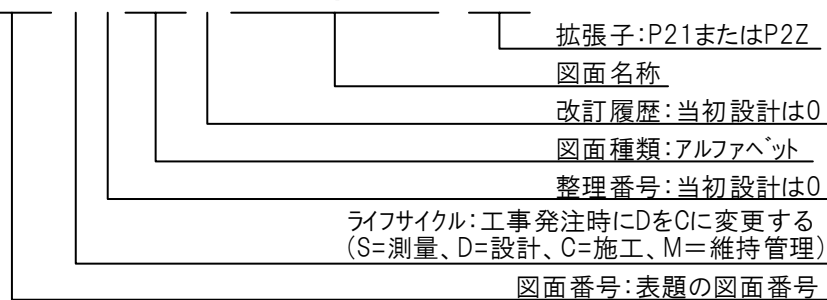 拡張子：P21またはP2Z
図面名称
改訂履歴：当初設計は0
図面種類：アルファベット
整理番号：当初設計は0
ライフサイクル：工事発注時にDをCに変更する
(S=測量、D=設計、C=施工、M＝維持管理)
図面番号：表題の図面番号